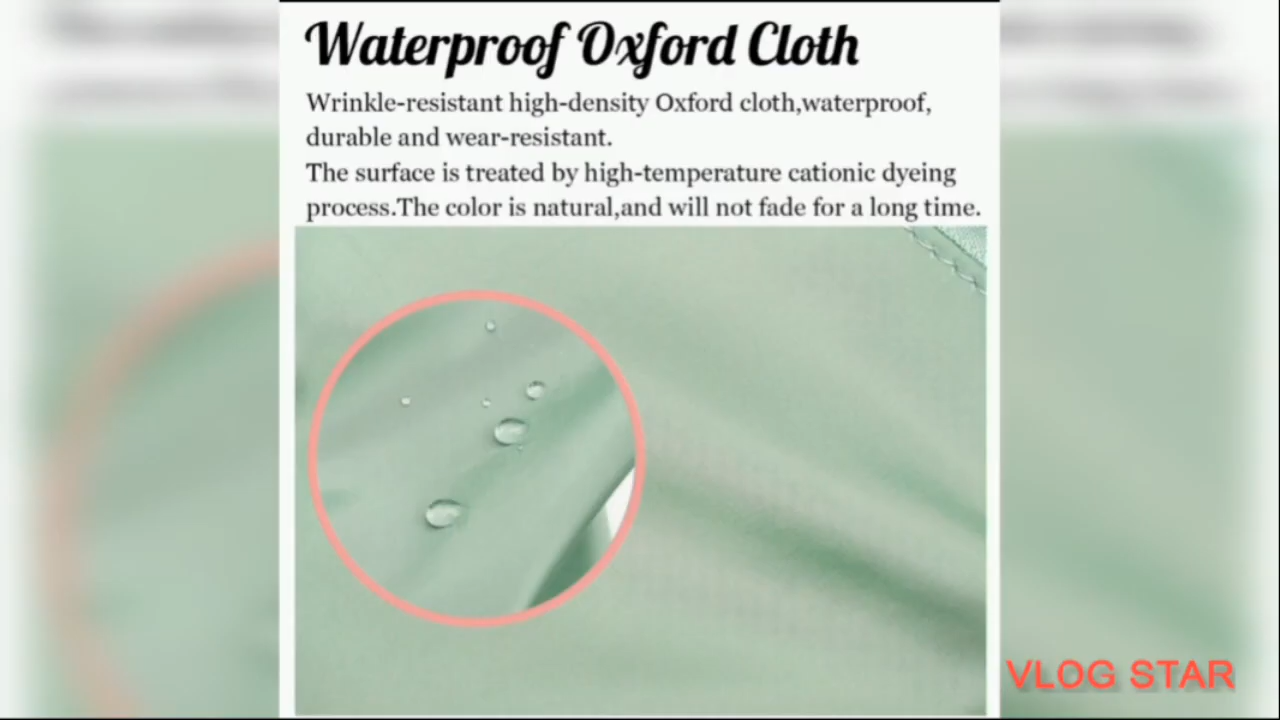 Waterproof Oxford Cloth
Wrinkle-resistant high-density Oxford cloth,waterproof,
durable and wear-resistant.
The surface is treated by high-temperature cationic dyeing
process.The color is natural,and will not fade for a long time.
VLOG STAR